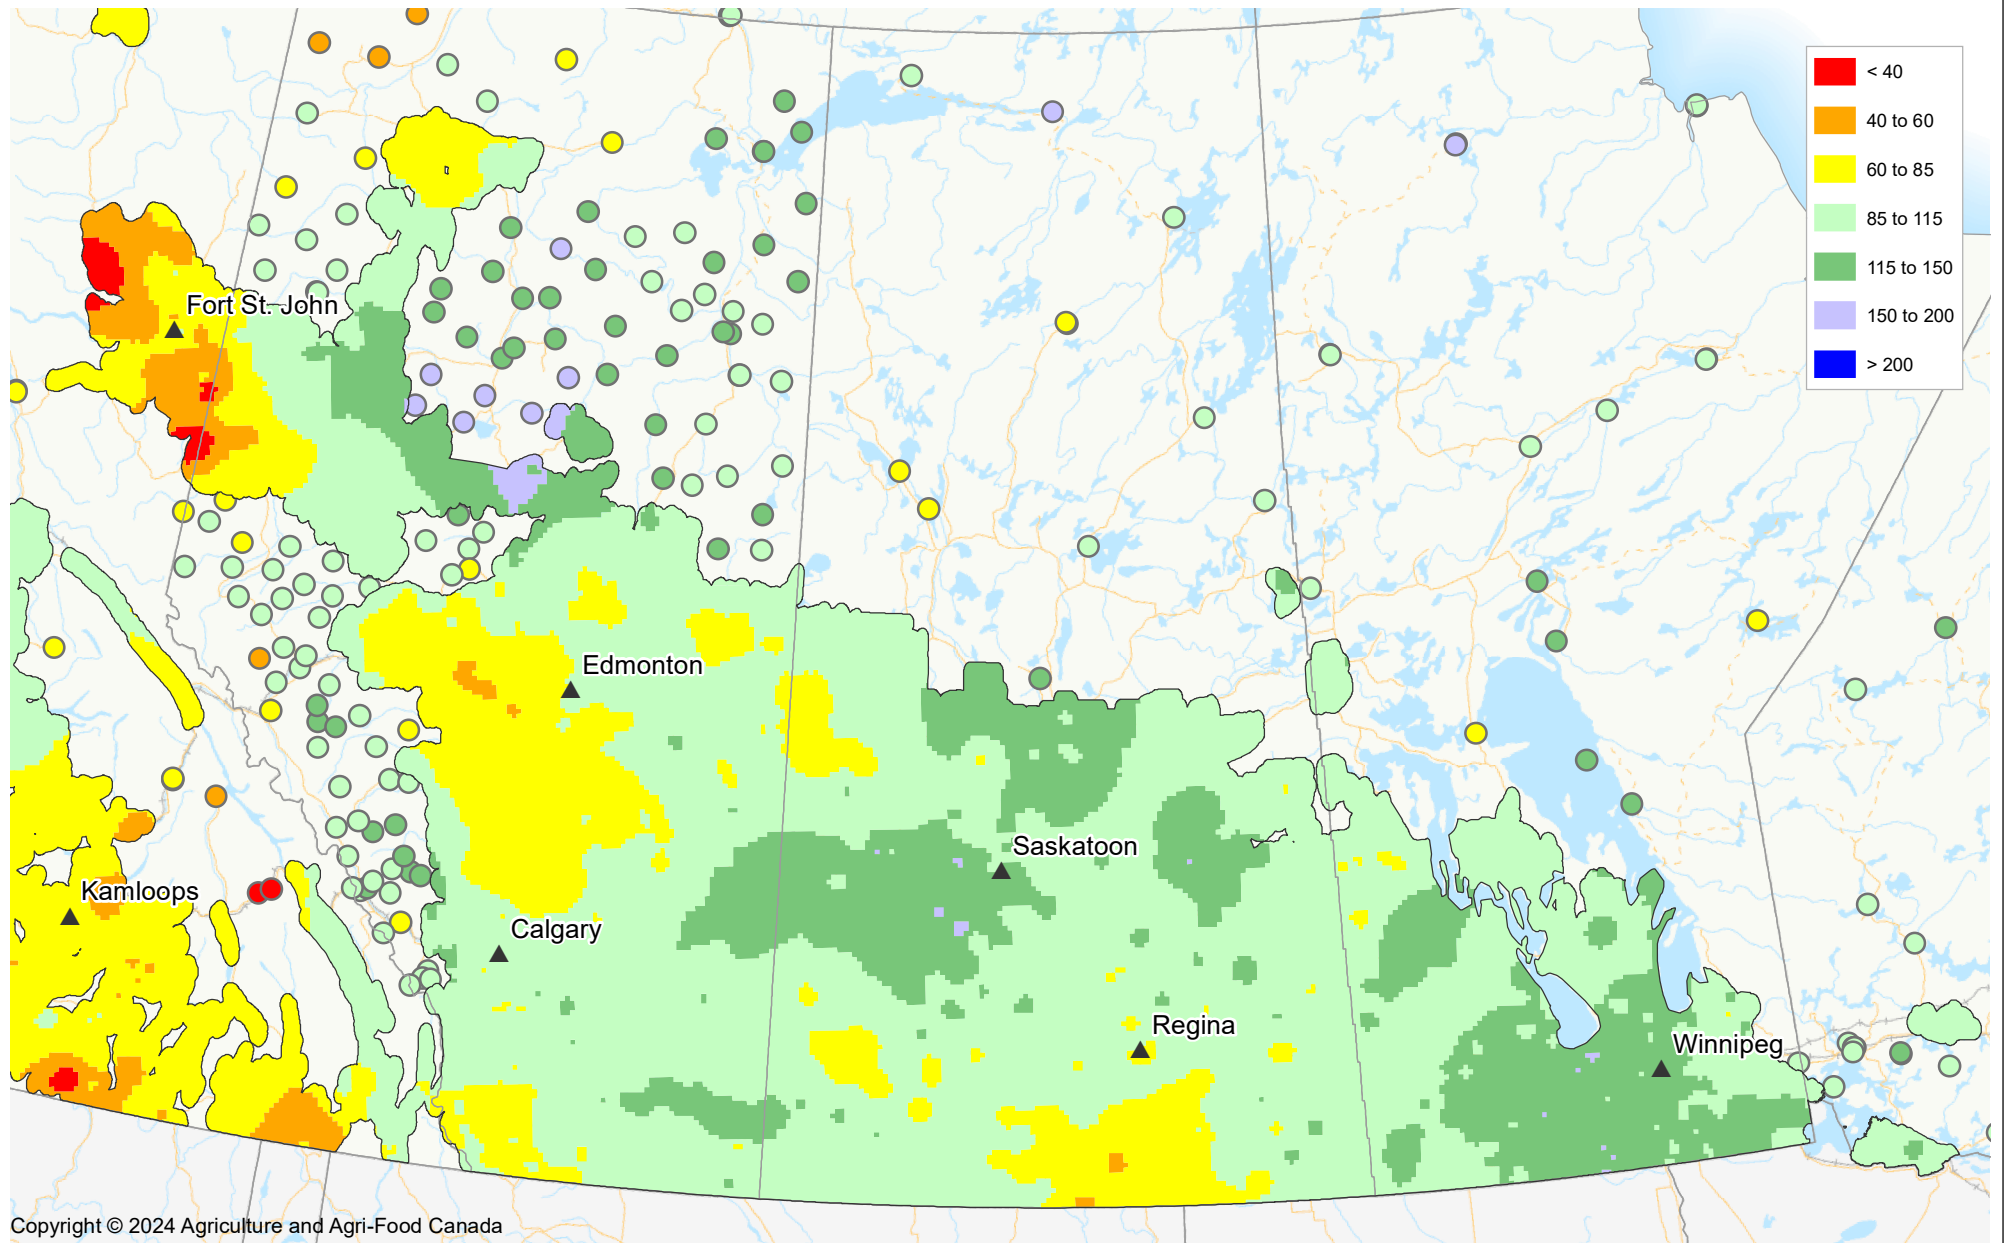 < 40
40 to 60
60 to 85
85 to 115
115 to 150
150 to 200
> 200
Fort St. John
Edmonton
Saskatoon
Kamloops
Calgary
Regina
Winnipeg
Copyright © 2024 Agriculture and Agri-Food Canada